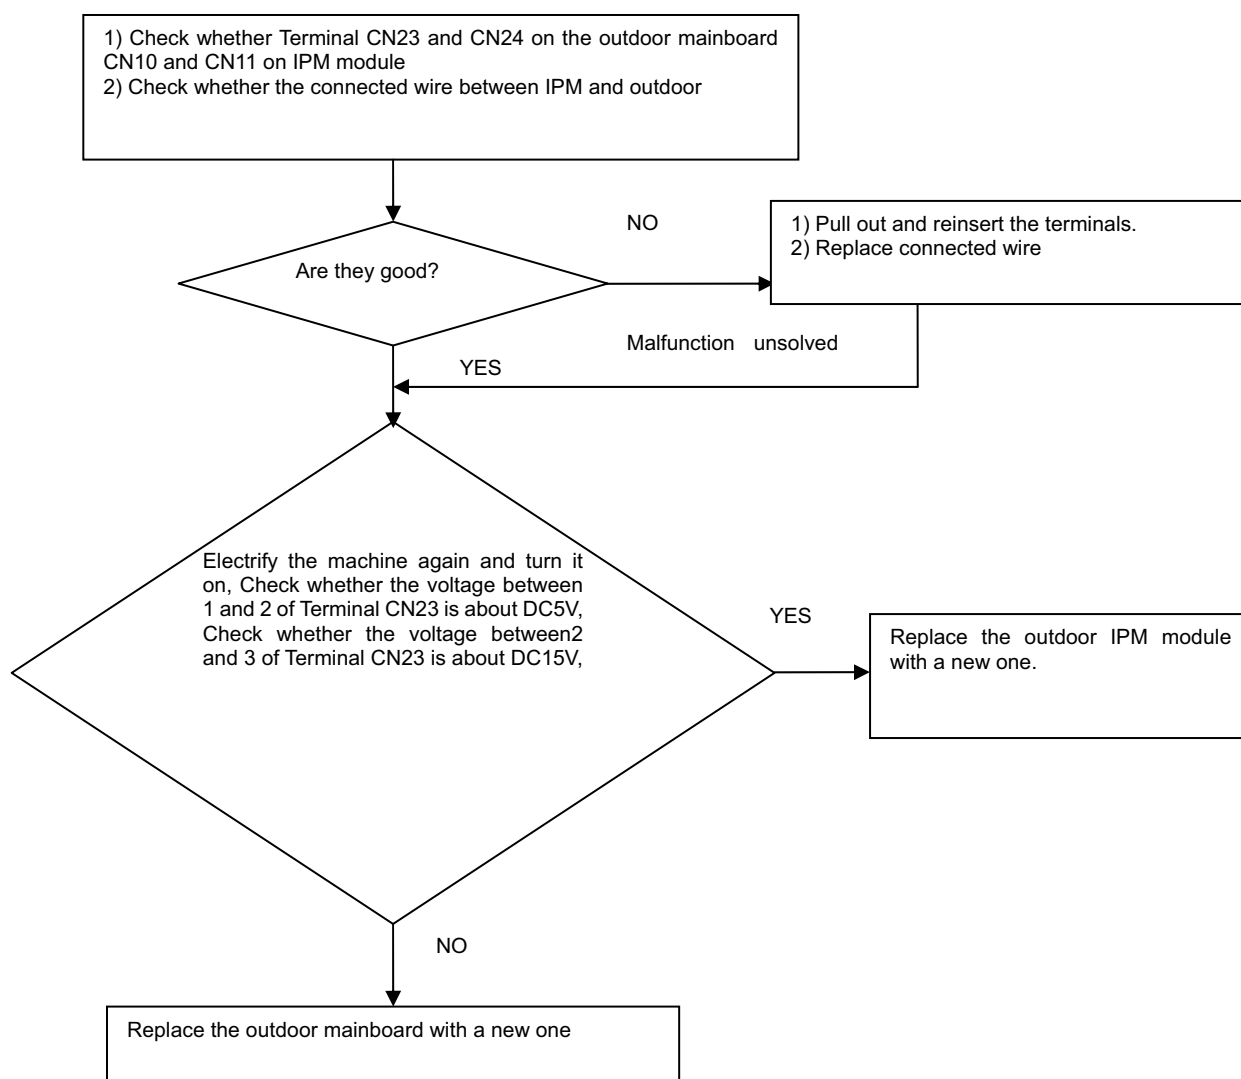 1) Check whether Terminal CN23 and CN24 on the outdoor mainboard
CN10 and CN11 on IPM module
2) Check whether the connected wire between IPM and outdoor
NO
1) Pull out and reinsert the terminals.
2) Replace connected wire
Are they good?
Malfunction unsolved
YES
Electrify the machine again and turn it
on, Check whether the voltage between
1 and 2 of Terminal CN23 is about DC5V,
Check whether the voltage between2
and 3 of Terminal CN23 is about DC15V,
YES
Replace the outdoor IPM module
with a new one.
NO
Replace the outdoor mainboard with a new one